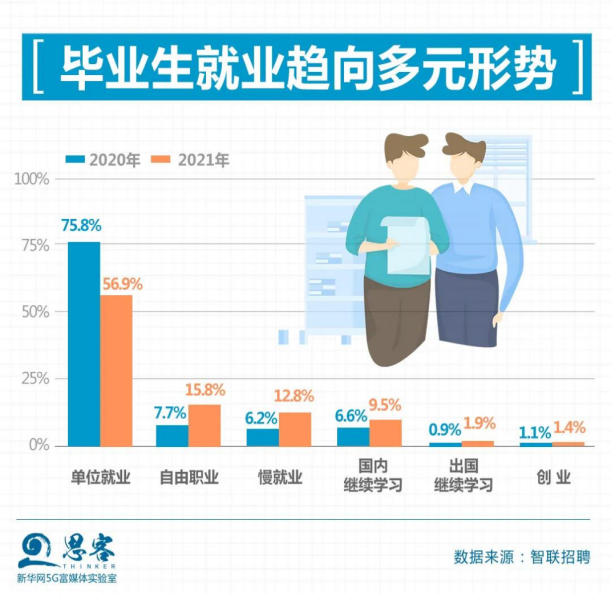 毕业生就业趋向多元形势
2020年 2021年
100%
75%
50%
25%
0%
75.8%
56.9%
7.7%
15.8%
6.2%
12.8%
6.6%
9.5%
0.9%
1.9%
1.1%
1.4%
单位就业
自由职业
慢就业
国内
继续学习
出国
继续学习
创 业
思客
THINKER
新华网5G富媒体实验室
数据来源：智联招聘